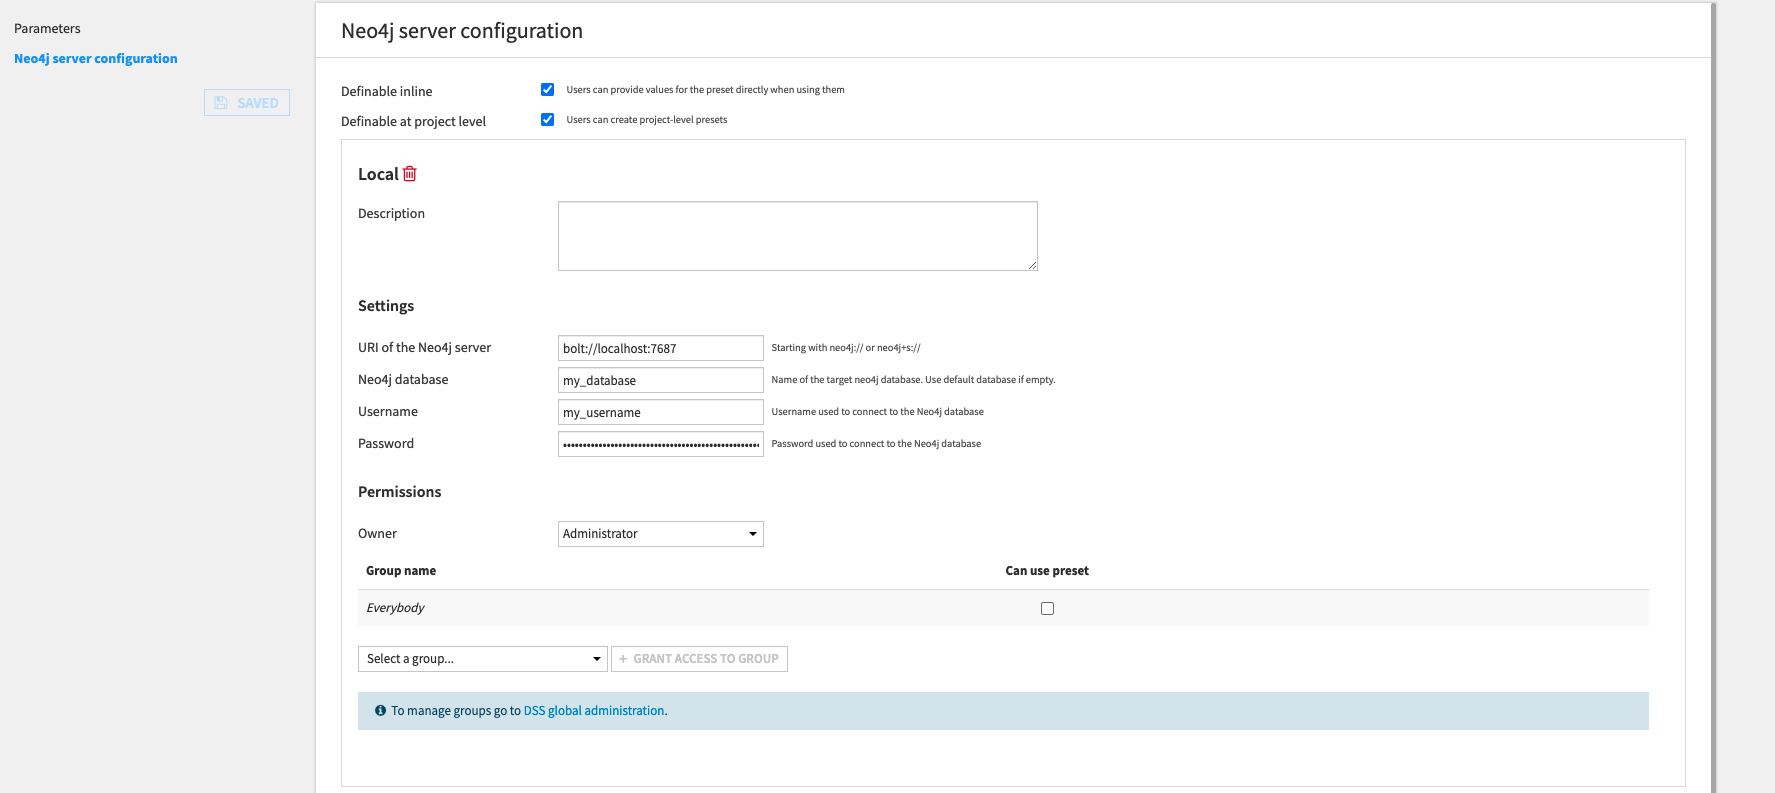 Parameters
Neo4j server configuration
SAVED
Neo4j server configuration
Definable inline
Users can provide values for the preset directly when using them
Definable at project level
Users can create project-level presets
Local
Description
Settings
URI of the Neo4j server
bolt://localhost:7687
Starting with neo4j:// or neo4j+s://
Neo4j database
my_database
Name of the target neo4j database. Use default database if empty.
Username
my_username
Username used to connect to the Neo4j database
Password
Password used to connect to the Neo4j database
Permissions
Owner
Administrator
Group name
Can use preset
Everybody
Select a group...
+ GRANT ACCESS TO GROUP
To manage groups go to DSS global administration.